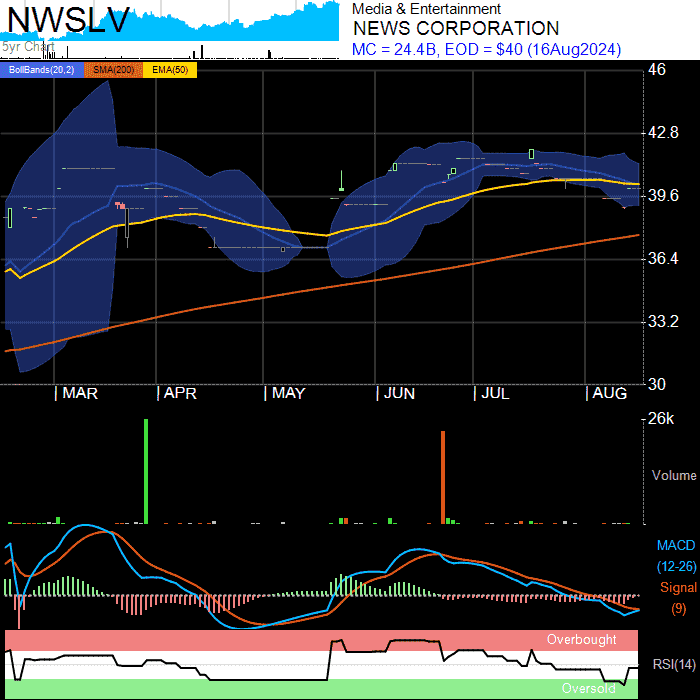 NWSLV
Media & Entertainment
NEWS CORPORATION
5yr Chart
MC = 24.4B, EOD = $40 (16Aug2024)
BollBands(20,2) SMA(200) EMA(50)
46
42.8
39.6
36.4
33.2
30
MAR APR MAY JUN JUL AUG
26k
Volume
MACD
(12-26)
Signal
(9)
Overbought
RSI(14)
Oversold